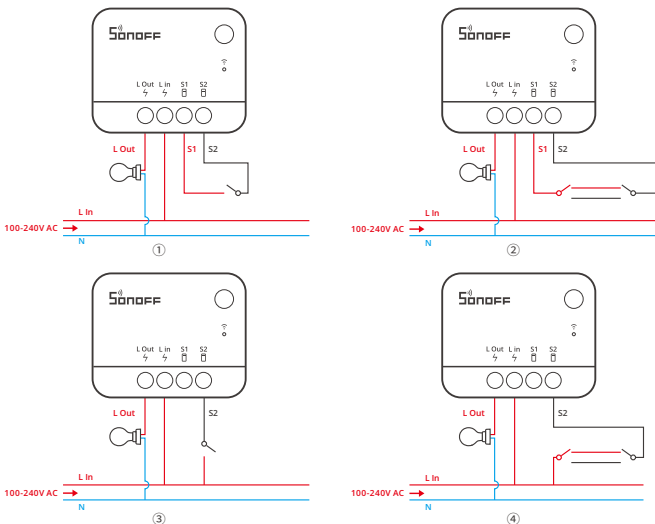 SONOFF
L Out L in S1 S2
L Out S1 S2
L In
100-240V AC
N
①
SONOFF
L Out L in S1 S2
L Out S1 S2
L In
100-240V AC
N
②
SONOFF
L Out L in S1 S2
L Out S2
L In
100-240V AC
N
③
SONOFF
L Out L in S1 S2
L Out S2
L In
100-240V AC
N
④